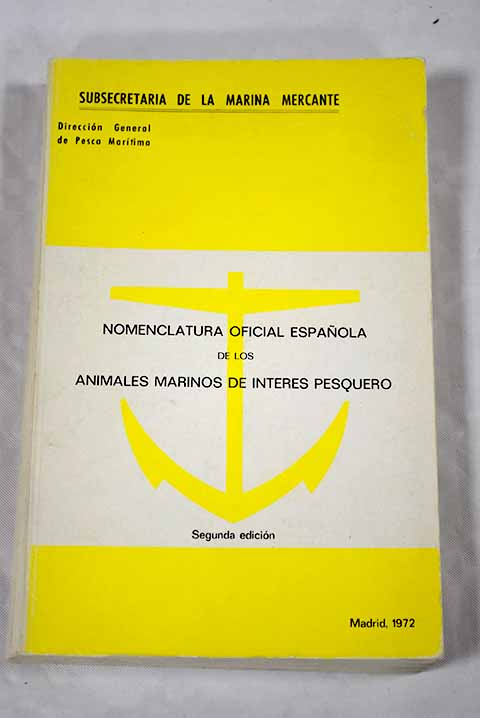 SUBSECRETARIA DE LA MARINA MERCANTE
Dirección General
de Pesca Marítima
NOMENCLATURA OFICIAL ESPAÑOLA
DE LOS
ANIMALES MARINOS DE INTERES PESQUERO
Segunda edición
Madrid, 1972